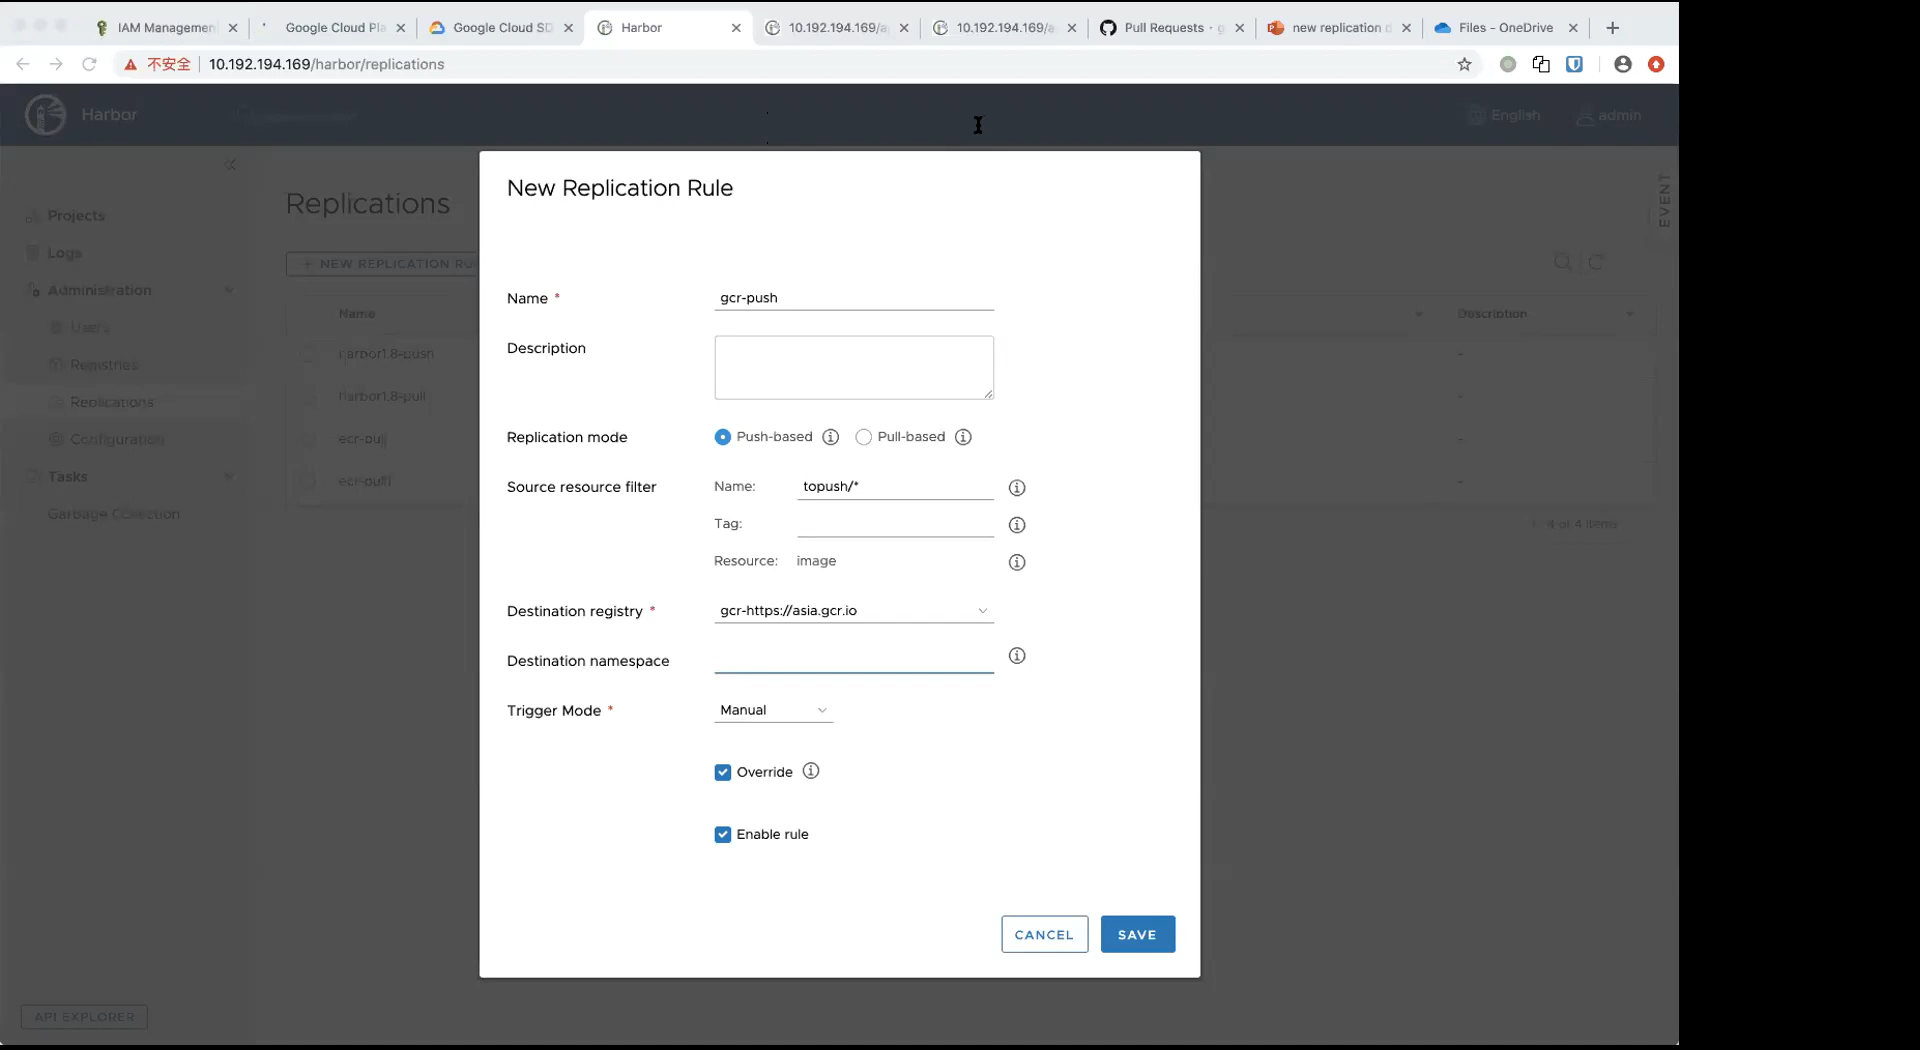 IAM Managemen
Google Cloud Pla
Google Cloud SD
Harbor
10.192.194.169/a
10.192.194.169/a
Pull Requests · g
new replication d
Files - OneDrive
不安全
10.192.194.169/harbor/replications
Harbor
English
admin
EVENT
Projects
Logs
Administration
Users
Registries
Replications
Configuration
Tasks
Garbage Collection
API EXPLORER
Replications
+ NEW REPLICATION RU
Name
Description
Harbor1.8-push
-
Harbor1.8-pull
-
ecr-pull
-
-
of 4 items
New Replication Rule
Name *
gcr-push
Description
Replication mode
Push-based
Pull-based
Source resource filter
Name:
topush/*
Tag:
Resource:
image
Destination registry *
gcr-https://asia.gcr.io
Destination namespace
Trigger Mode *
Manual
Override
Enable rule
CANCEL
SAVE